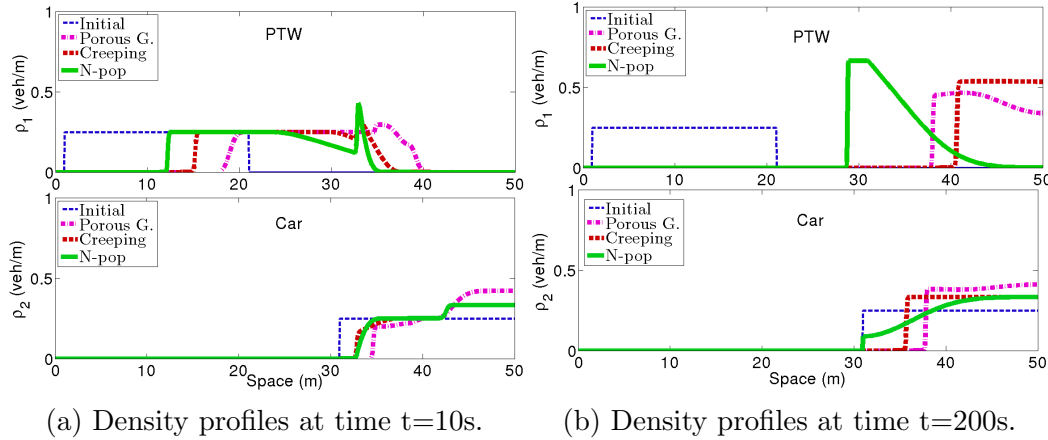 1
0.5
0
ρ1 (veh/m)
PTW
Initial
Porous G.
Creeping
N-pop
0 10 20 30 40 50
1
0.5
0
ρ2 (veh/m)
Car
Initial
Porous G.
Creeping
N-pop
0 10 20 30 40 50
Space (m)
(a) Density profiles at time t=10s.
1
0.5
0
ρ1 (veh/m)
PTW
Initial
Porous G.
Creeping
N-pop
0 10 20 30 40 50
1
0.5
0
ρ2 (veh/m)
Car
Initial
Porous G.
Creeping
N-pop
0 10 20 30 40 50
Space (m)
(b) Density profiles at time t=200s.